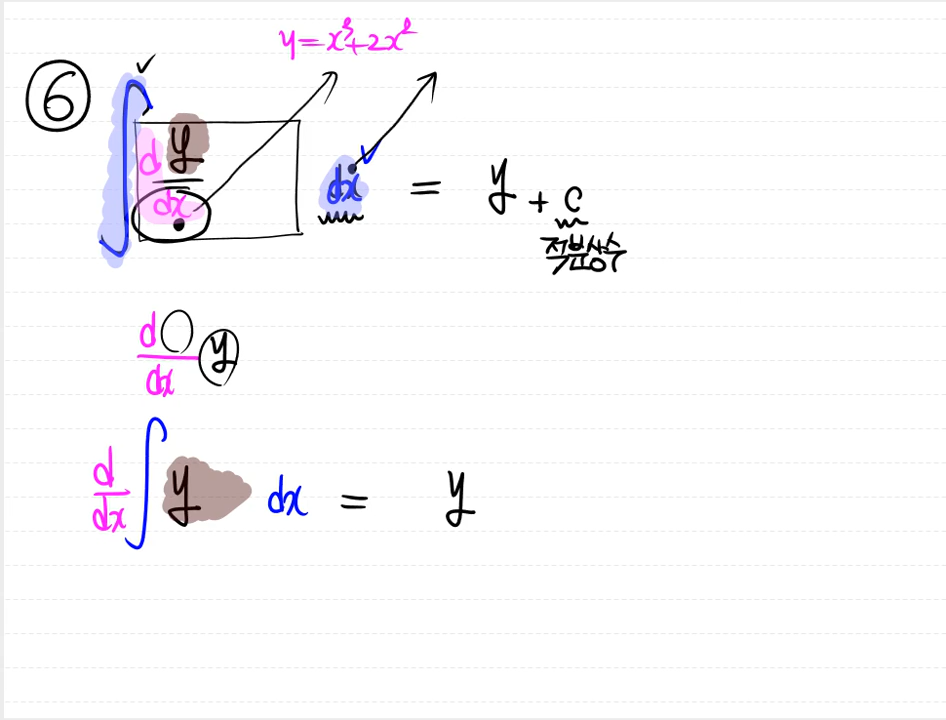 y=x³+2x²
⑥ ∫ dy/dx dx = y + C
적분상수
d○/dx y
d/dx ∫ y dx = y